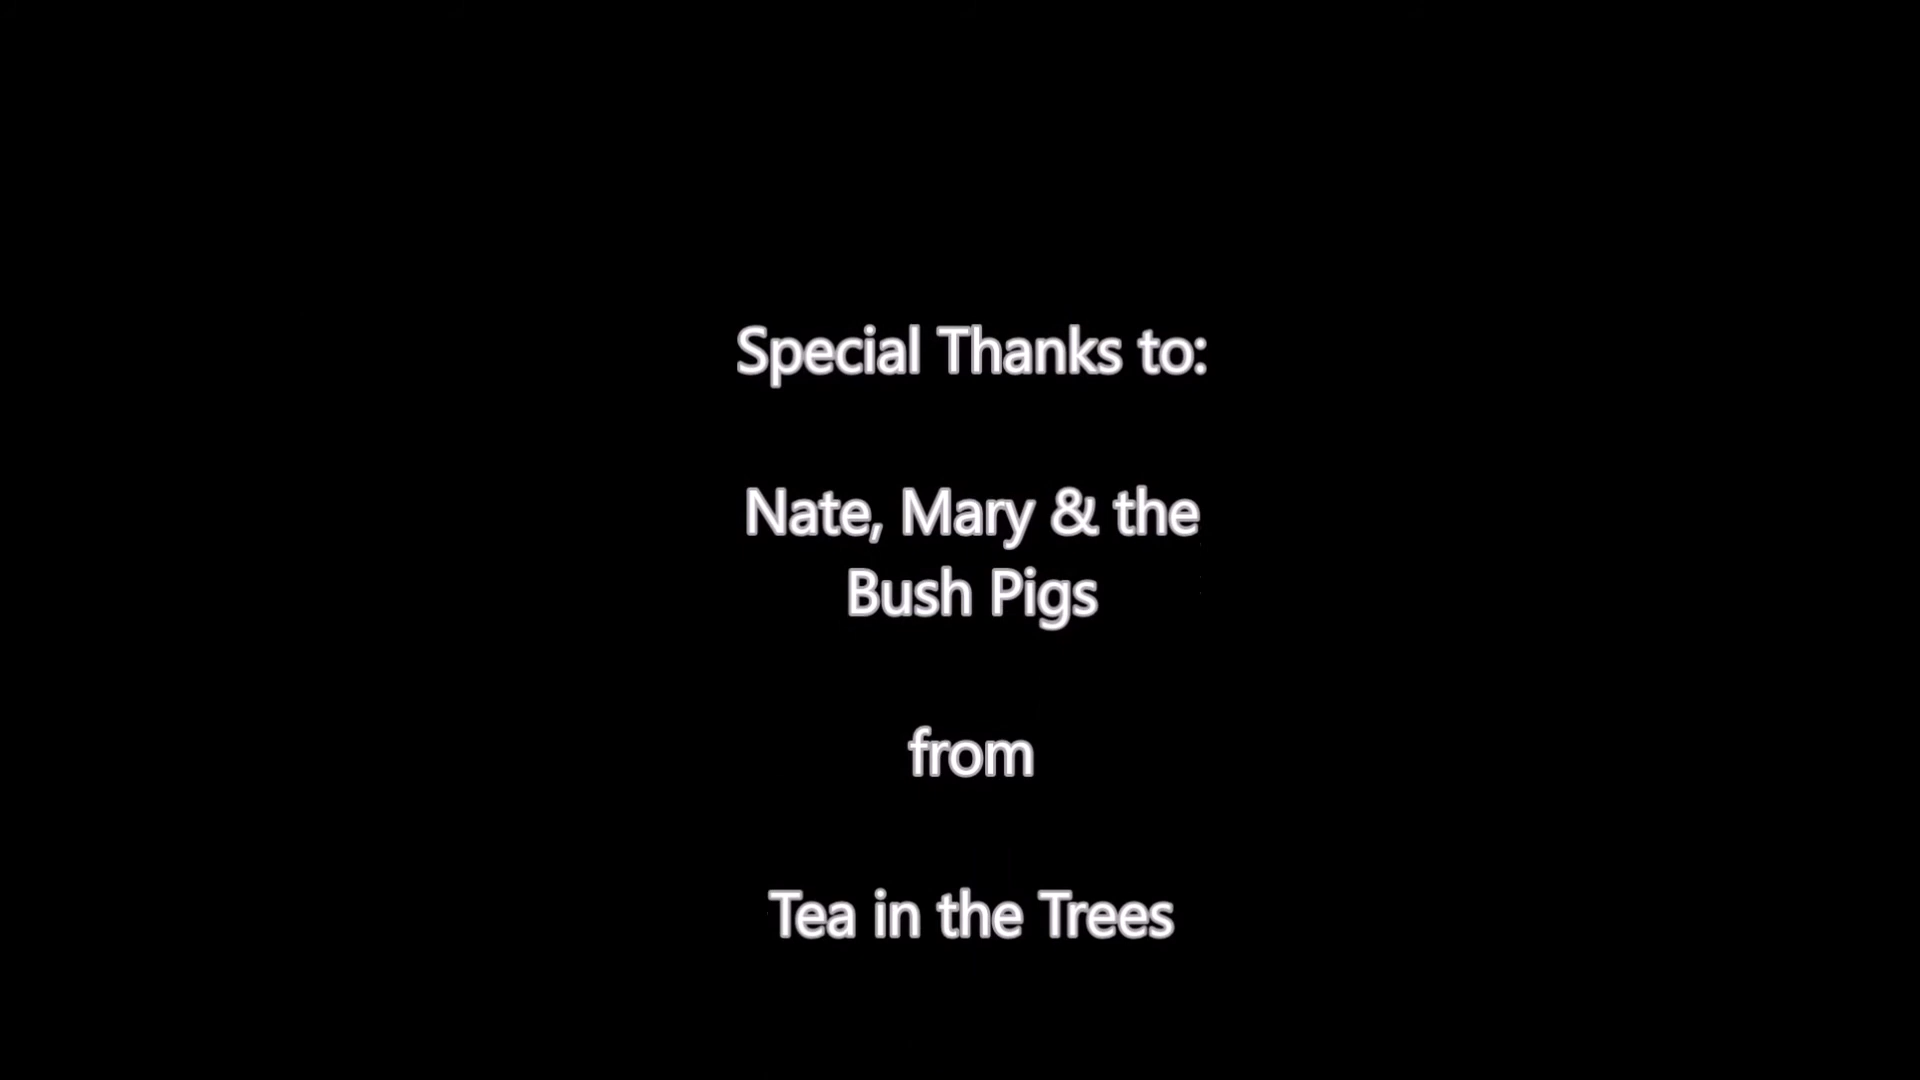 Special Thanks to:
Nate, Mary & the
Bush Pigs
from
Tea in the Trees